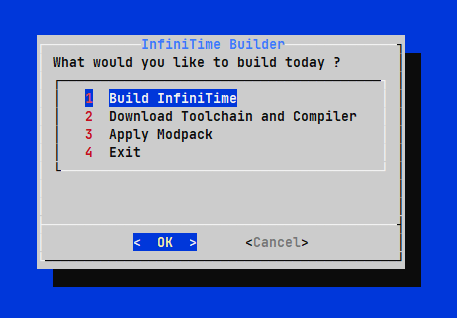 InfiniTime Builder
What would you like to build today ?
1 Build InfiniTime
2 Download Toolchain and Compiler
3 Apply Modpack
4 Exit
< OK > <Cancel>